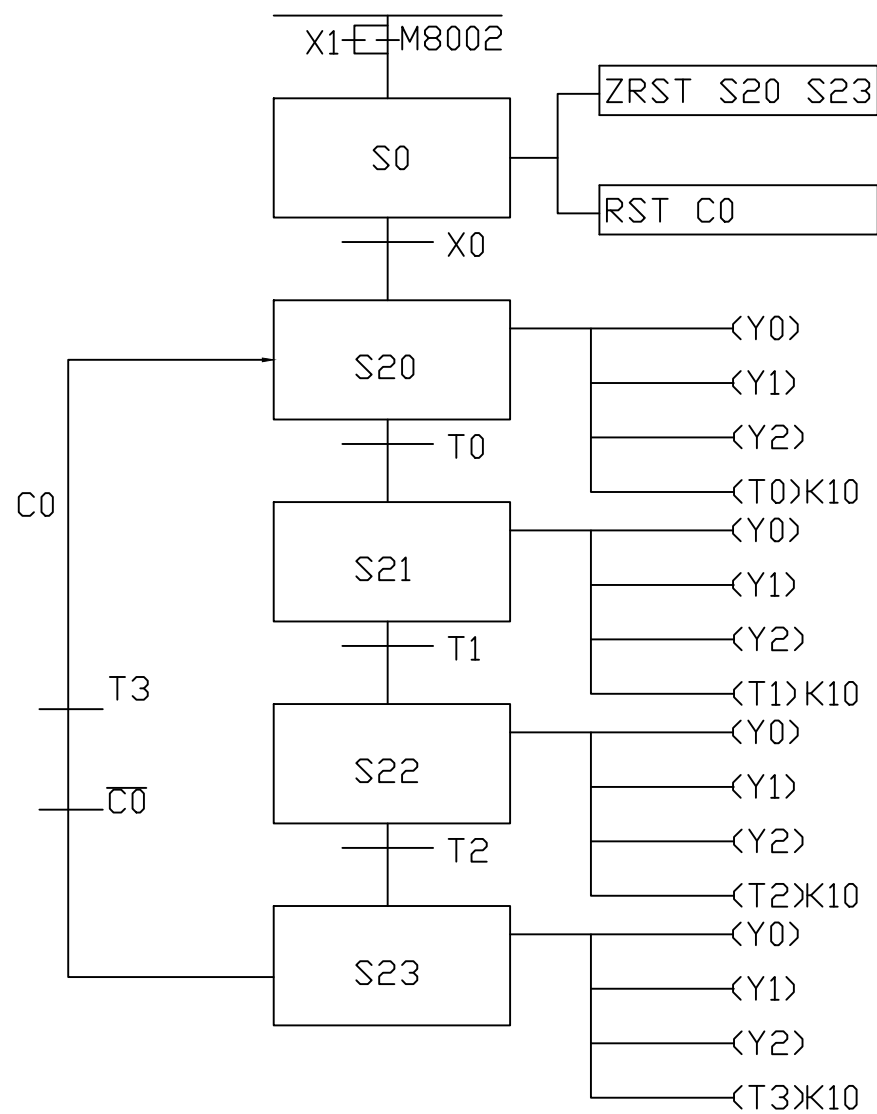 X1 M8002
ZRST S20 S23
S0
RST C0
X0
(Y0)
S20
(Y1)
(Y2)
T0
(T0)K10
C0
(Y0)
S21
(Y1)
(Y2)
T1
T3
(T1)K10
(Y0)
S22
(Y1)
C̅0̅
(Y2)
T2
(T2)K10
(Y0)
S23
(Y1)
(Y2)
(T3)K10